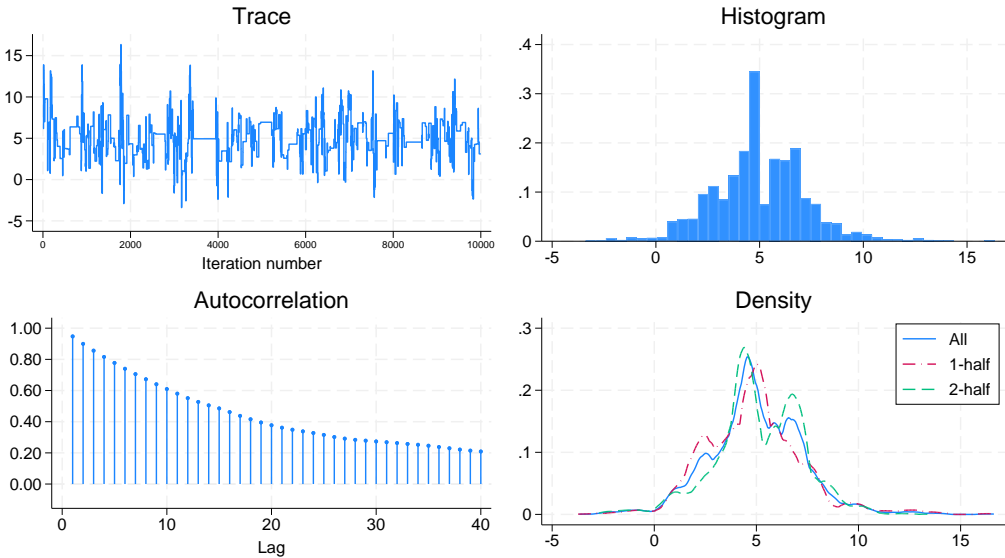 Trace
15
10
5
0
-5
0 2000 4000 6000 8000 10000
Iteration number
Histogram
.4
.3
.2
.1
0
-5 0 5 10 15
Autocorrelation
1.00
0.80
0.60
0.40
0.20
0.00
0 10 20 30 40
Lag
Density
.3
.2
.1
0
-5 0 5 10 15
All
1-half
2-half